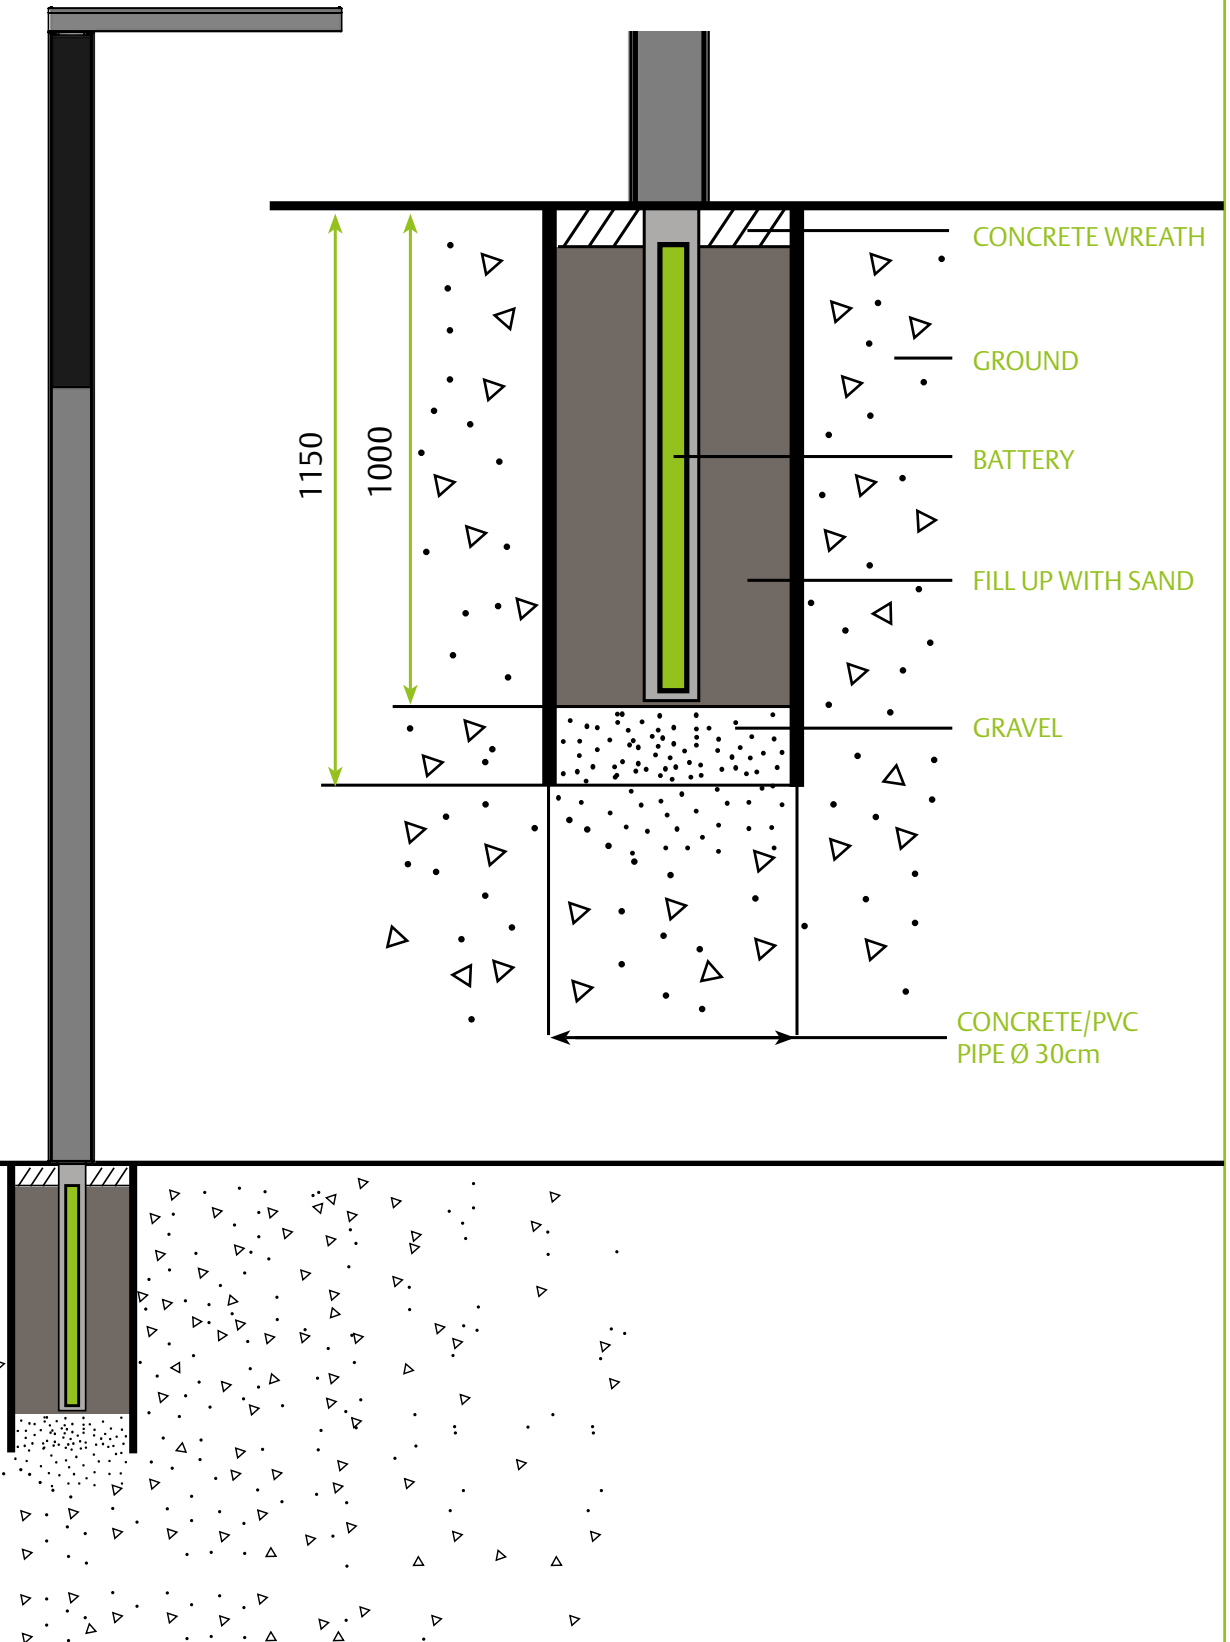 CONCRETE WREATH
GROUND
1150
1000
BATTERY
FILL UP WITH SAND
GRAVEL
CONCRETE/PVC
PIPE Ø 30cm